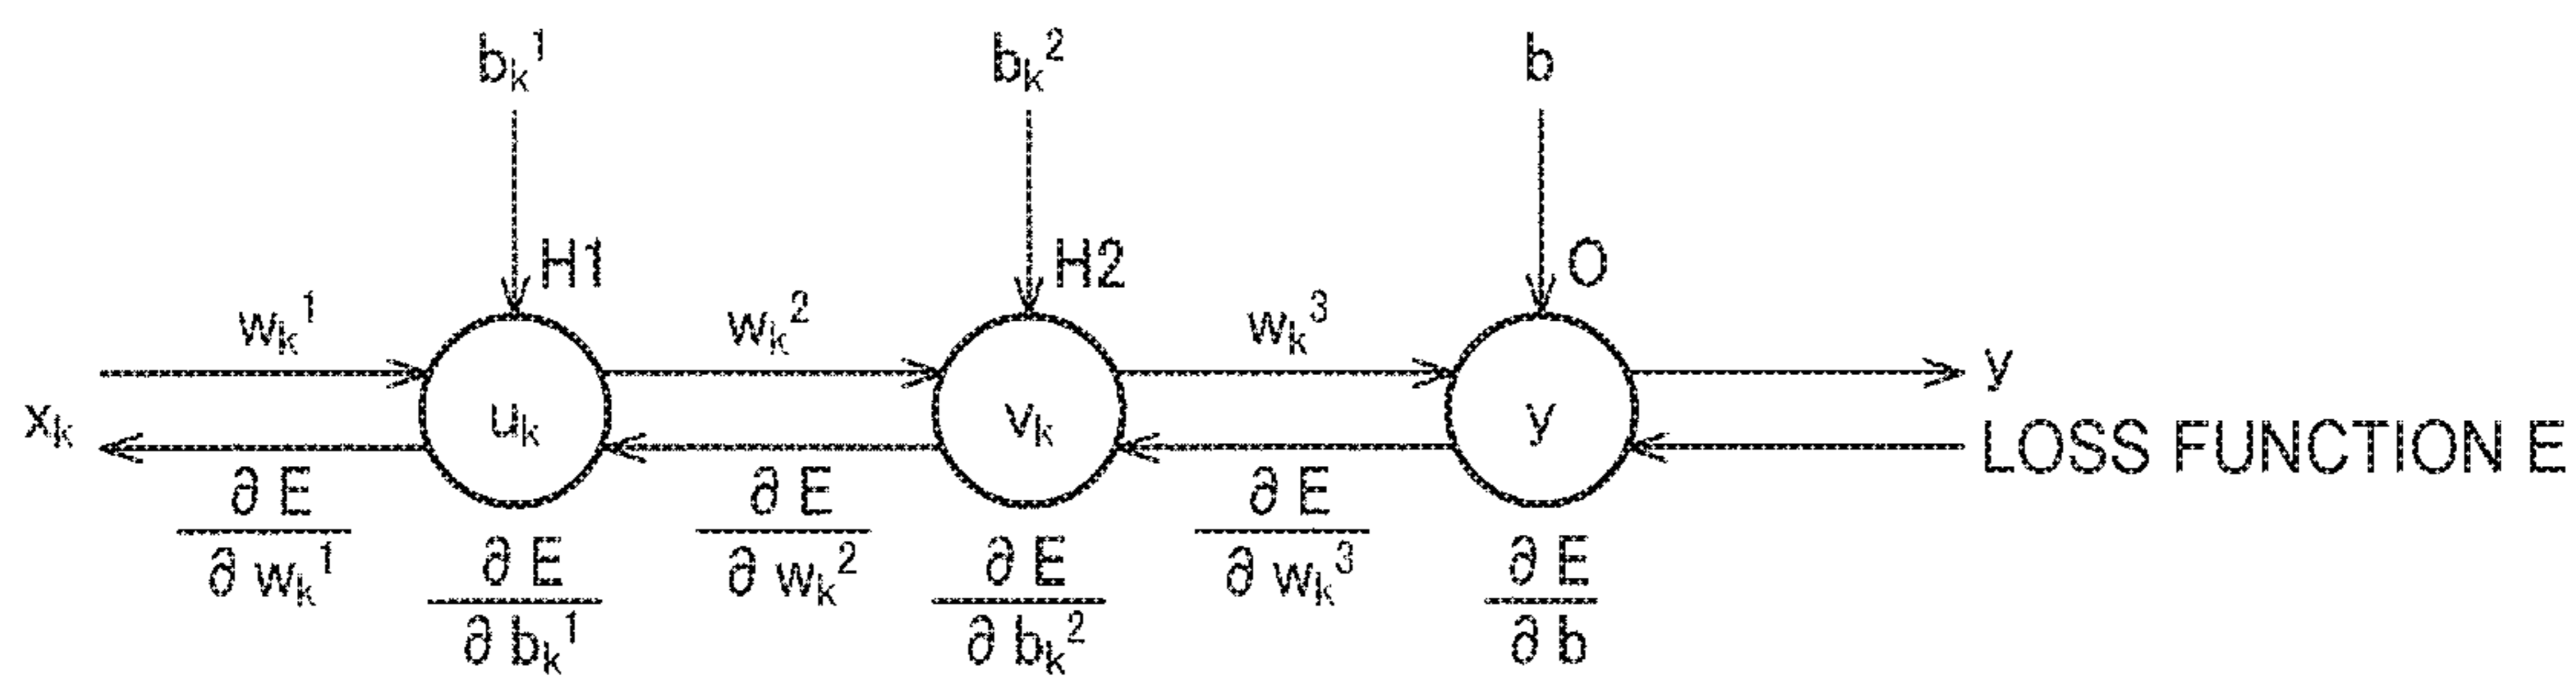 b_k^1 b_k^2 b
H1 H2 O
w_k^1 w_k^2 w_k^3
y
x_k u_k v_k y
LOSS FUNCTION E
∂E/∂w_k^1 ∂E/∂w_k^2 ∂E/∂w_k^3
∂E/∂b_k^1 ∂E/∂b_k^2 ∂E/∂b